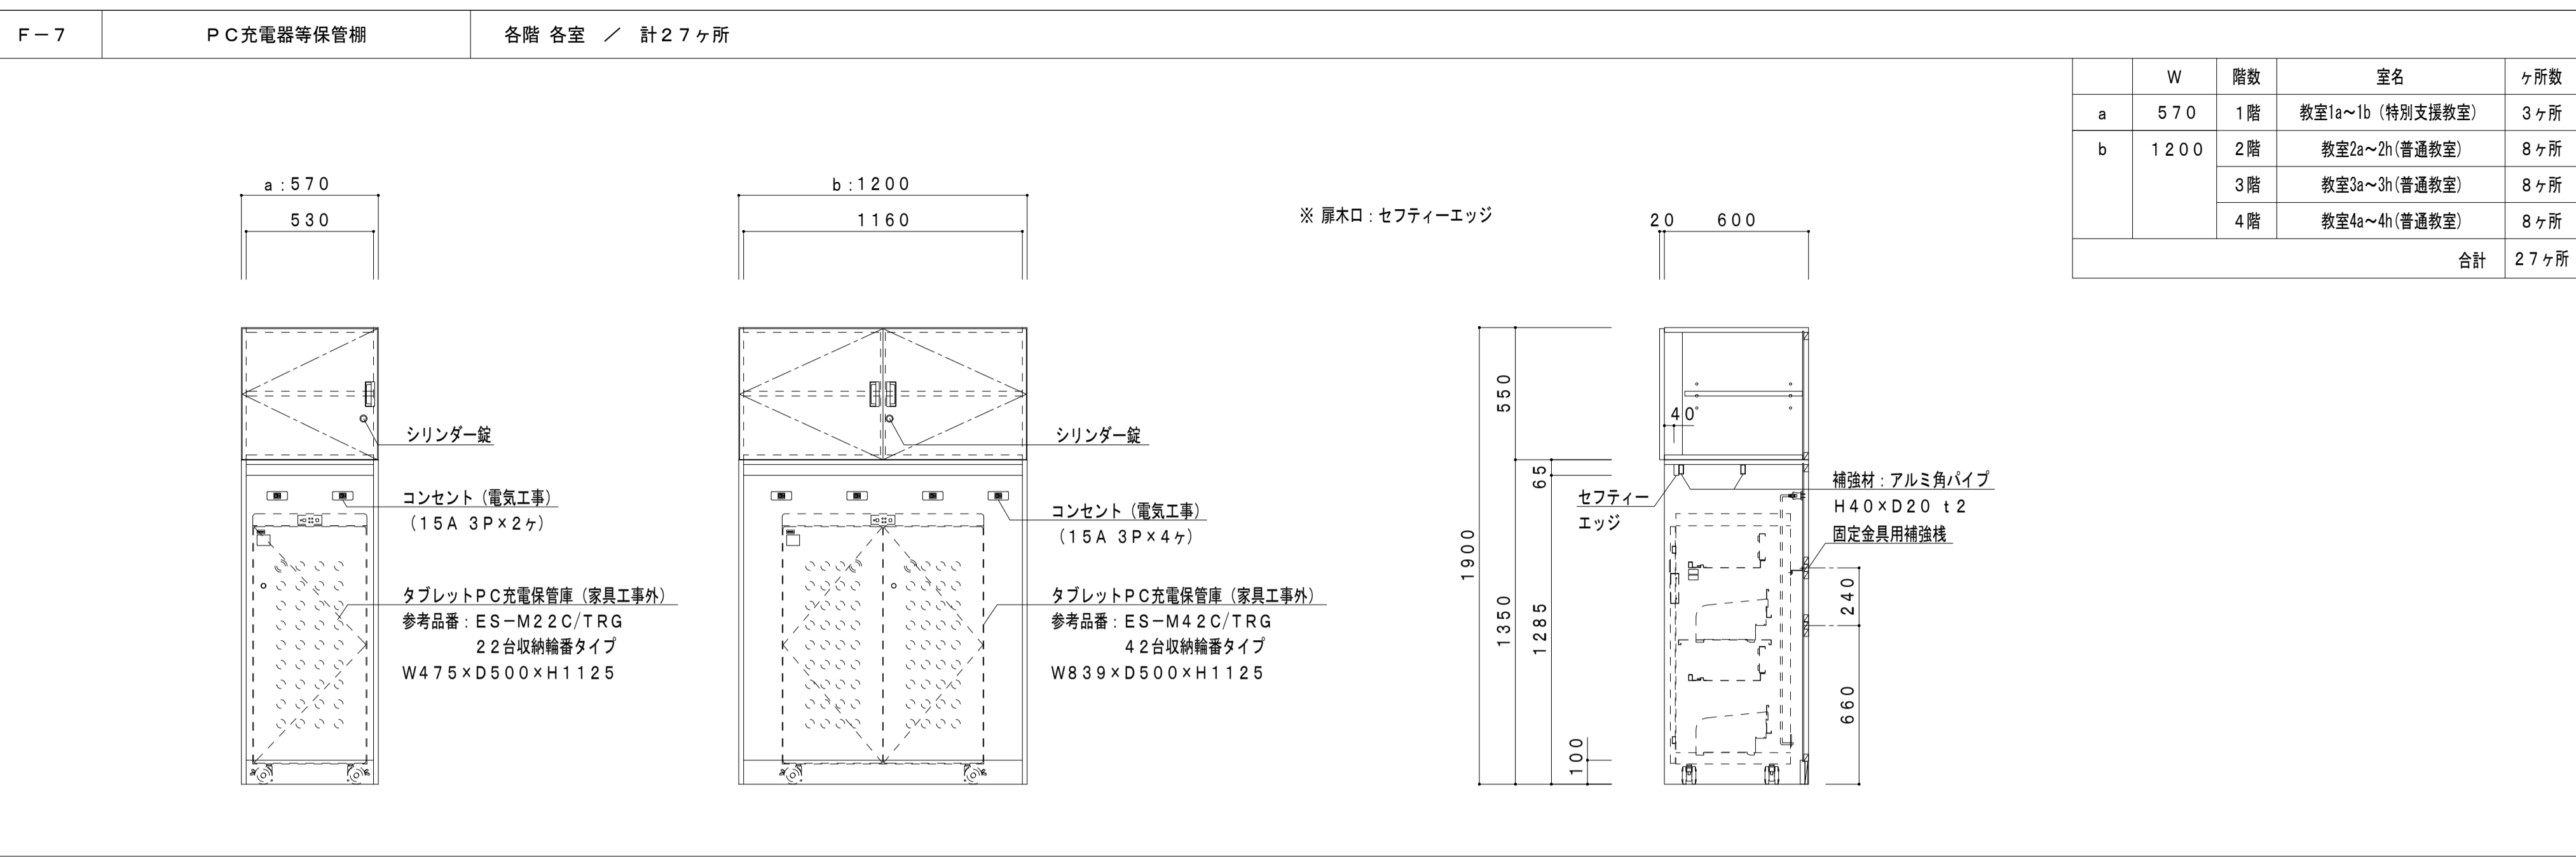 F－7 PC充電器等保管棚 各階 各室 ／ 計27ヶ所
W 階数 室名 ヶ所数
a 570 1階 教室1a～1b（特別支援教室） 3ヶ所
b 1200 2階 教室2a～2h(普通教室) 8ヶ所
3階 教室3a～3h(普通教室) 8ヶ所
4階 教室4a～4h(普通教室) 8ヶ所
合計 27ヶ所
a:570
530
シリンダー錠
コンセント（電気工事）
（15A 3P×2ヶ）
タブレットPC充電保管庫（家具工事外）
参考品番：ES－M22C/TRG
22台収納輪番タイプ
W475×D500×H1125
b:1200
1160
シリンダー錠
コンセント（電気工事）
（15A 3P×4ヶ）
タブレットPC充電保管庫（家具工事外）
参考品番：ES－M42C/TRG
42台収納輪番タイプ
W839×D500×H1125
※ 扉木口：セフティーエッジ
20 600
550
40
65
1900
1350
1285
100
セフティー
エッジ
補強材：アルミ角パイプ
H40×D20 t2
固定金具用補強桟
240
660